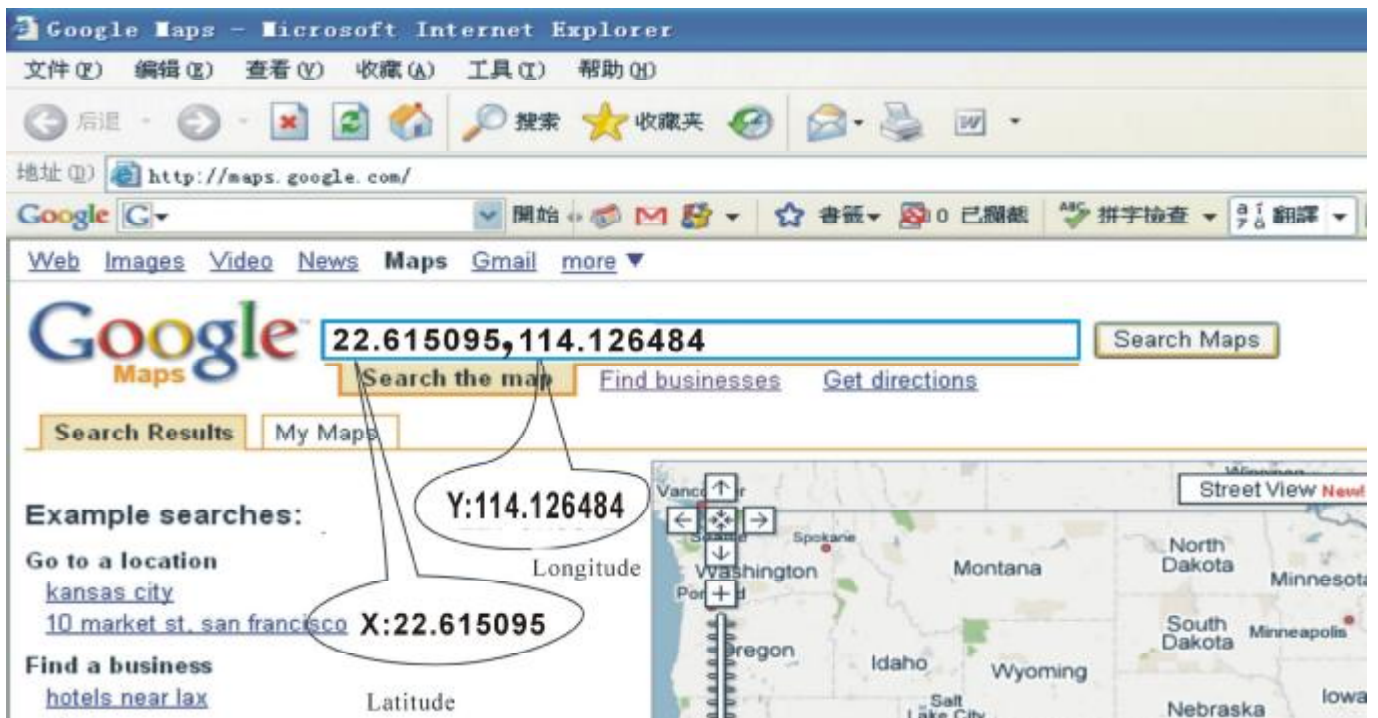 Google Maps - Microsoft Internet Explorer
文件(F) 编辑(E) 查看(V) 收藏(A) 工具(T) 帮助(H)
后退 搜索 收藏夹
地址(D) http://maps.google.com/
Google G 開始 書籤 0 已攔截 ABC 拼字檢查 翻譯
Web Images Video News Maps Gmail more
Google Maps
22.615095,114.126484
Search Maps
Search the map Find businesses Get directions
Search Results My Maps
Y:114.126484
Longitude
X:22.615095
Latitude
Example searches:
Go to a location
kansas city
10 market st, san francisco
Find a business
hotels near lax
Street View New!
Spokane
Washington
Montana
North Dakota
Minnesota
Oregon
Idaho
Wyoming
South Dakota
Minneapolis
Salt Lake City
Nebraska
Iowa